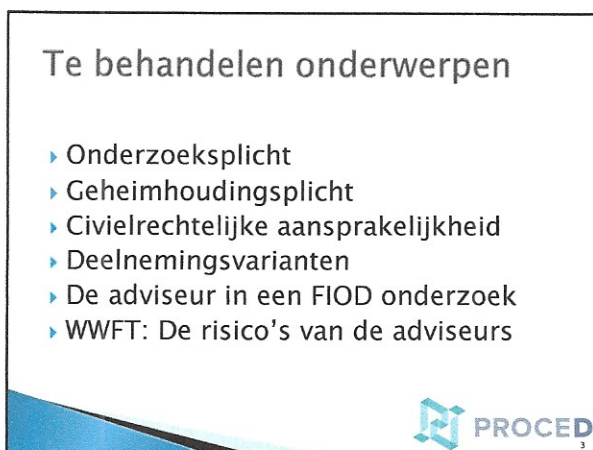 Te behandelen onderwerpen
Onderzoeksplicht
Geheimhoudingsplicht
Civielrechtelijke aansprakelijkheid
Deelnemingsvarianten
De adviseur in een FIOD onderzoek
WWFT: De risico's van de adviseurs
PROCED
3